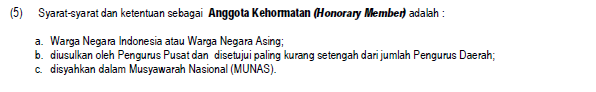 (5) Syarat-syarat dan ketentuan sebagai Anggota Kehormatan (Honorary Member) adalah :
a. Warga Negara Indonesia atau Warga Negara Asing;
b. diusulkan oleh Pengurus Pusat dan disetujui paling kurang setengah dari jumlah Pengurus Daerah;
c. disyahkan dalam Musyawarah Nasional (MUNAS).